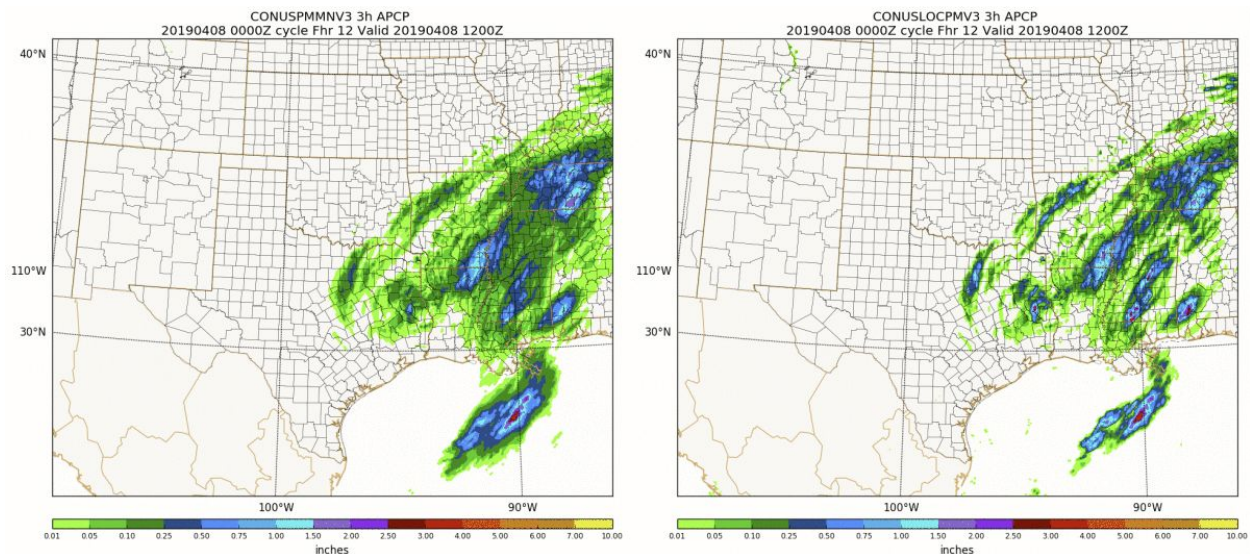 CONUSPMMNV3 3h APCP
20190408 0000Z cycle Fhr 12 Valid 20190408 1200Z
40°N
110°W
30°N
100°W
90°W
0.01 0.05 0.10 0.25 0.50 0.75 1.00 1.50 2.00 2.50 3.00 4.00 5.00 6.00 7.00 10.00
inches
CONUSLOCPMV3 3h APCP
20190408 0000Z cycle Fhr 12 Valid 20190408 1200Z
40°N
110°W
30°N
100°W
90°W
0.01 0.05 0.10 0.25 0.50 0.75 1.00 1.50 2.00 2.50 3.00 4.00 5.00 6.00 7.00 10.00
inches